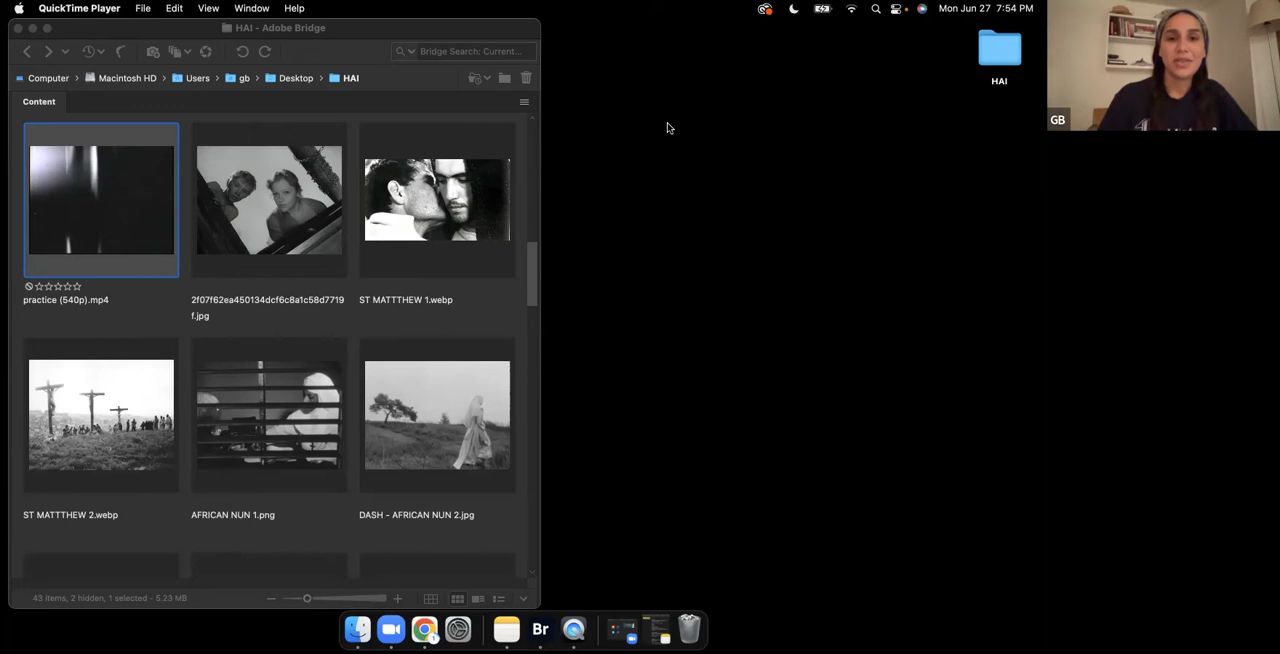 QuickTime Player File Edit View Window Help Mon Jun 27 7:54 PM
HAI - Adobe Bridge
Bridge Search: Current...
Computer Macintosh HD Users gb Desktop HAI
HAI
GB
Content
practice (540p).mp4
2f07f62ea450134dcf6c8a1c58d7719
f.jpg
ST MATTTHEW 1.webp
ST MATTTHEW 2.webp
AFRICAN NUN 1.png
DASH - AFRICAN NUN 2.jpg
43 items, 2 hidden, 1 selected - 5.23 MB
1
Br